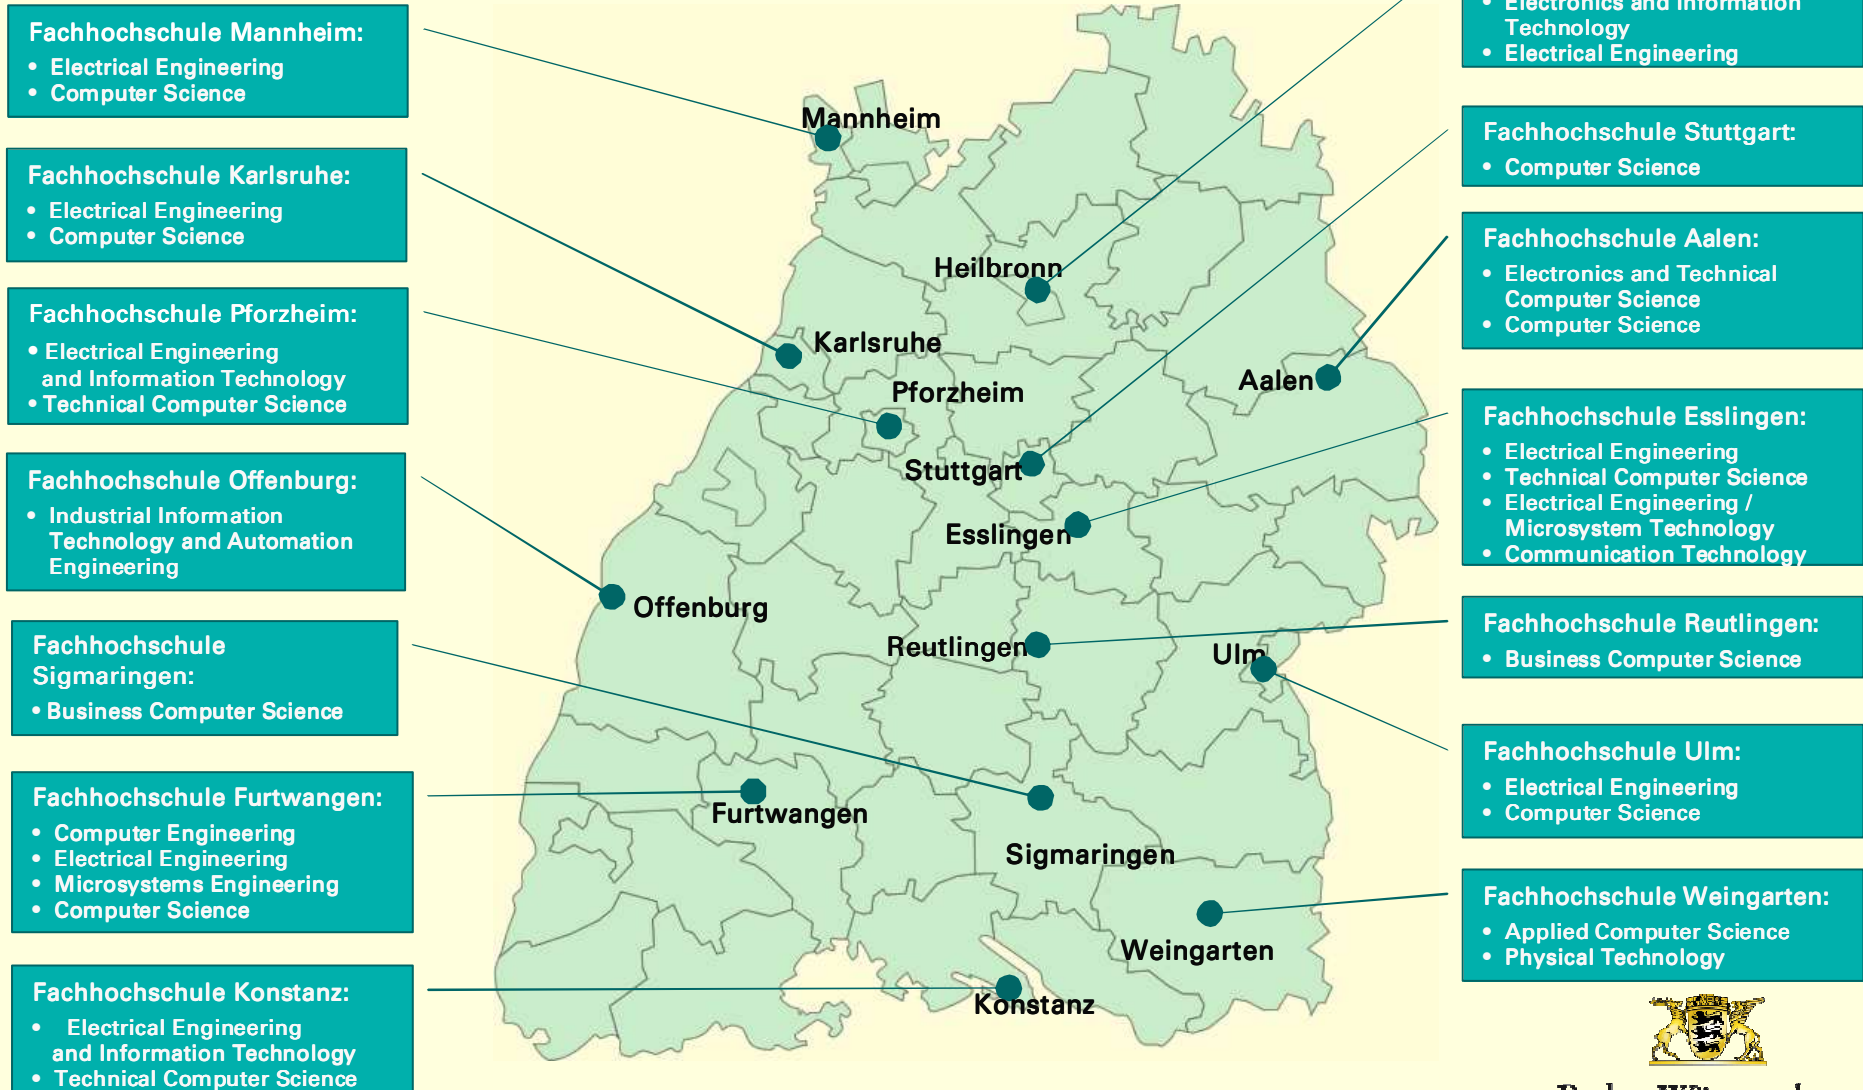 Fachhochschule Mannheim:
• Electrical Engineering
• Computer Science
Fachhochschule Karlsruhe:
• Electrical Engineering
• Computer Science
Fachhochschule Pforzheim:
• Electrical Engineering
and Information Technology
• Technical Computer Science
Fachhochschule Offenburg:
• Industrial Information
Technology and Automation
Engineering
Fachhochschule
Sigmaringen:
• Business Computer Science
Fachhochschule Furtwangen:
• Computer Engineering
• Electrical Engineering
• Microsystems Engineering
• Computer Science
Fachhochschule Konstanz:
• Electrical Engineering
and Information Technology
• Technical Computer Science
Mannheim
Heilbronn
Karlsruhe
Pforzheim
Aalen
Stuttgart
Esslingen
Offenburg
Reutlingen
Ulm
Furtwangen
Sigmaringen
Weingarten
Konstanz
• Electronics and Information
Technology
• Electrical Engineering
Fachhochschule Stuttgart:
• Computer Science
Fachhochschule Aalen:
• Electronics and Technical
Computer Science
• Computer Science
Fachhochschule Esslingen:
• Electrical Engineering
• Technical Computer Science
• Electrical Engineering /
Microsystem Technology
• Communication Technology
Fachhochschule Reutlingen:
• Business Computer Science
Fachhochschule Ulm:
• Electrical Engineering
• Computer Science
Fachhochschule Weingarten:
• Applied Computer Science
• Physical Technology